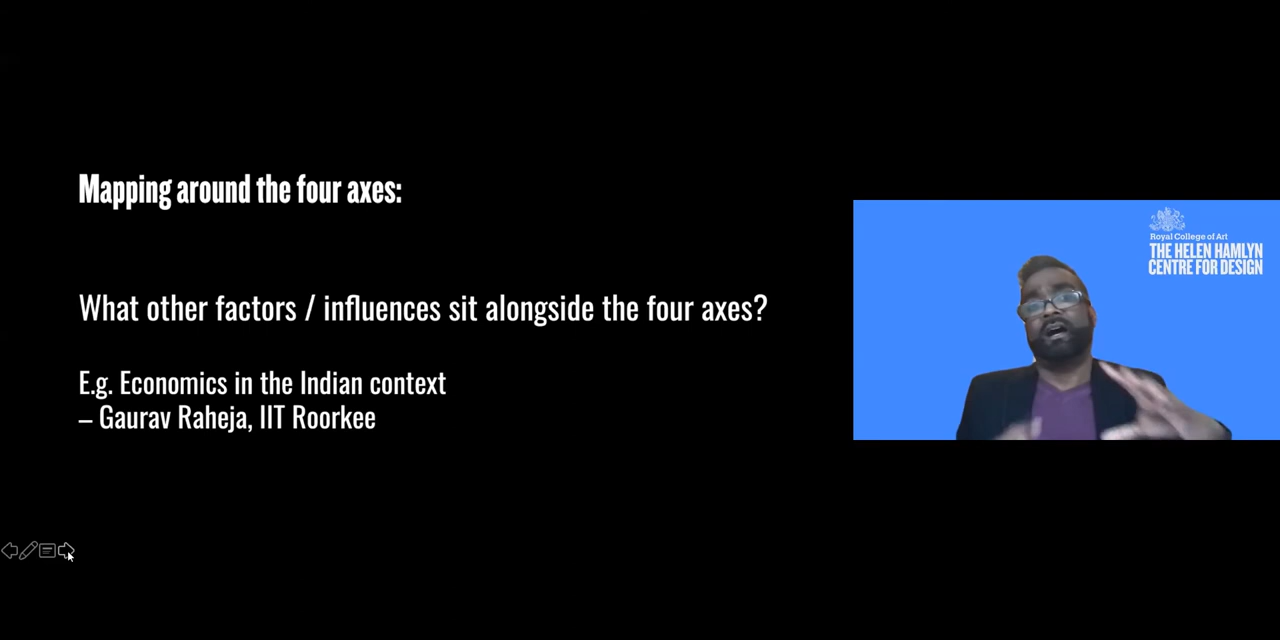 Mapping around the four axes:
What other factors / influences sit alongside the four axes?
E.g. Economics in the Indian context
– Gaurav Raheja, IIT Roorkee
Royal College of Art
THE HELEN HAMLYN
CENTRE FOR DESIGN